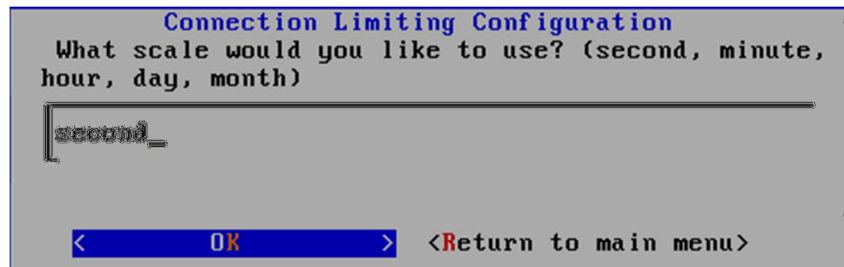 Connection Limiting Configuration
What scale would you like to use? (second, minute,
hour, day, month)
second_
< OK > <Return to main menu>